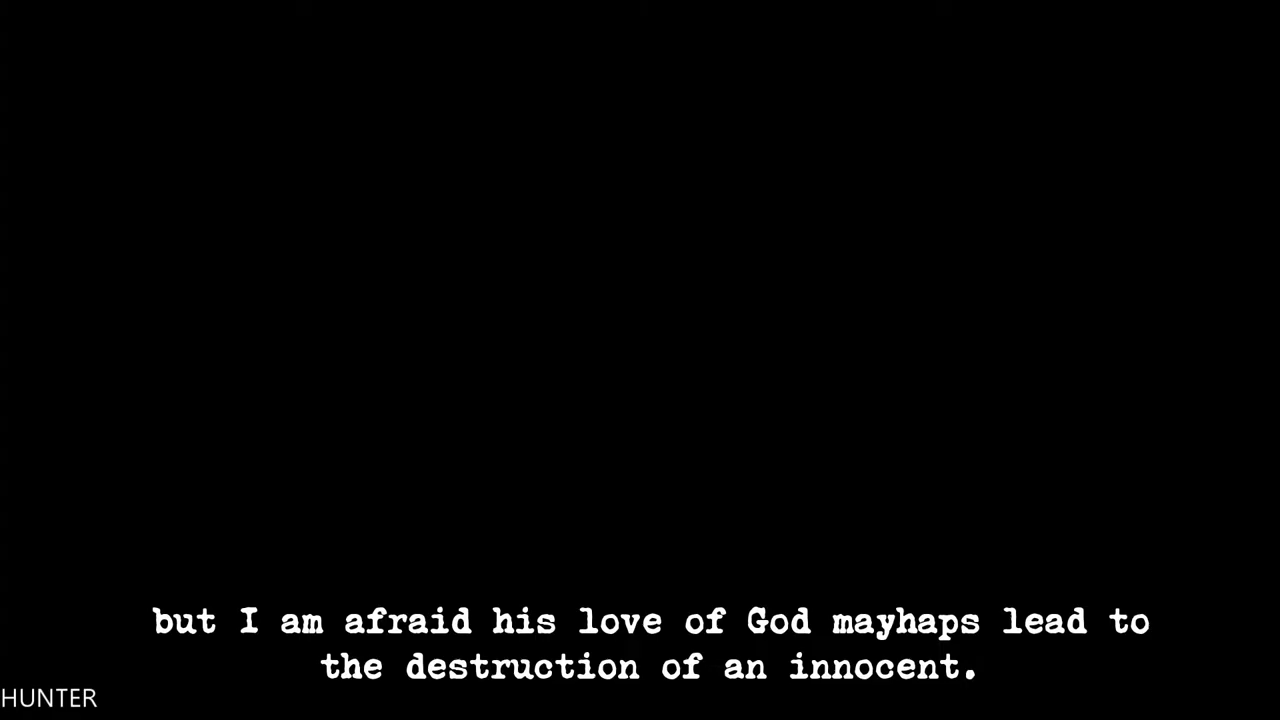 but I am afraid his love of God mayhaps lead to
the destruction of an innocent.
HUNTER